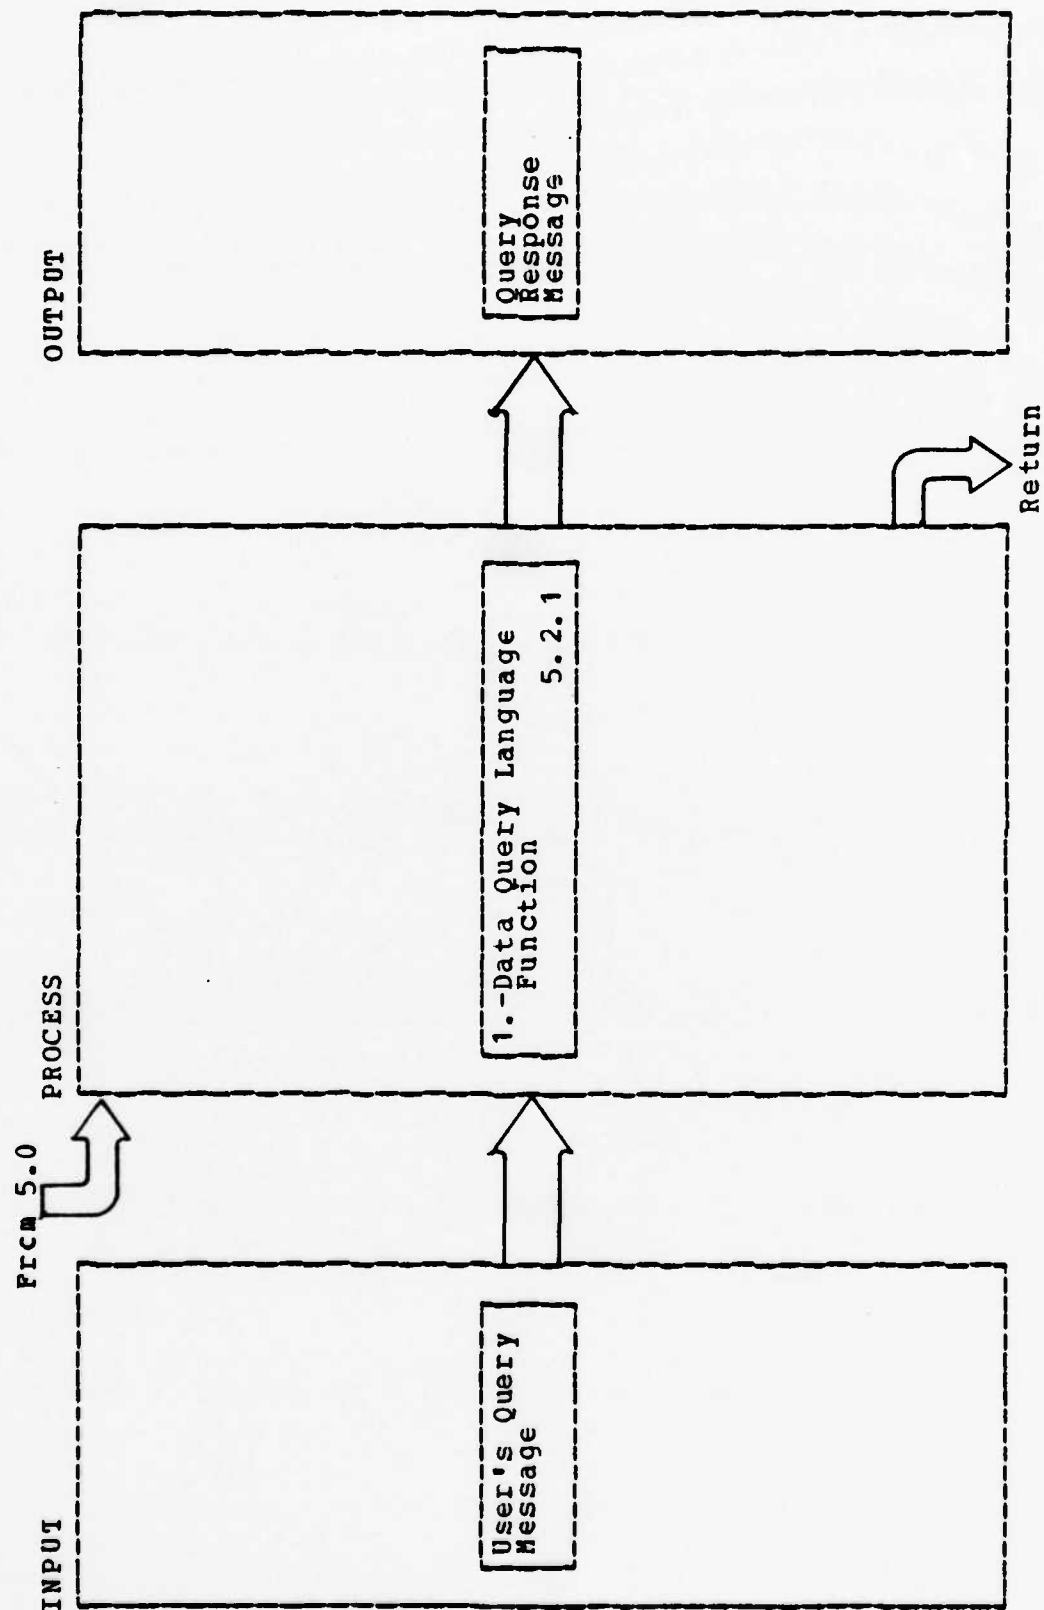 From 5.0
INPUT
PROCESS
OUTPUT
User's Query
Message
1.-Data Query Language
Function
5.2.1
Query
Response
Message
Return